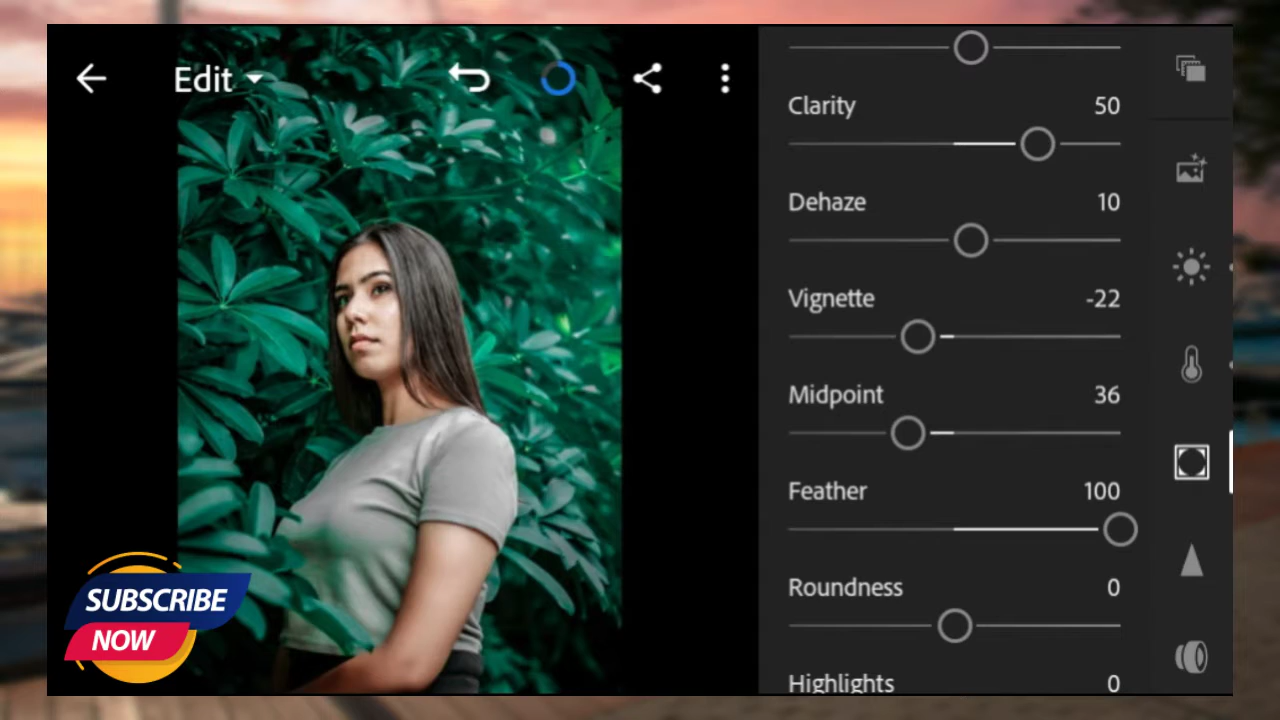 Edit
Clarity 50
Dehaze 10
Vignette -22
Midpoint 36
Feather 100
Roundness 0
Highlights 0
SUBSCRIBE
NOW